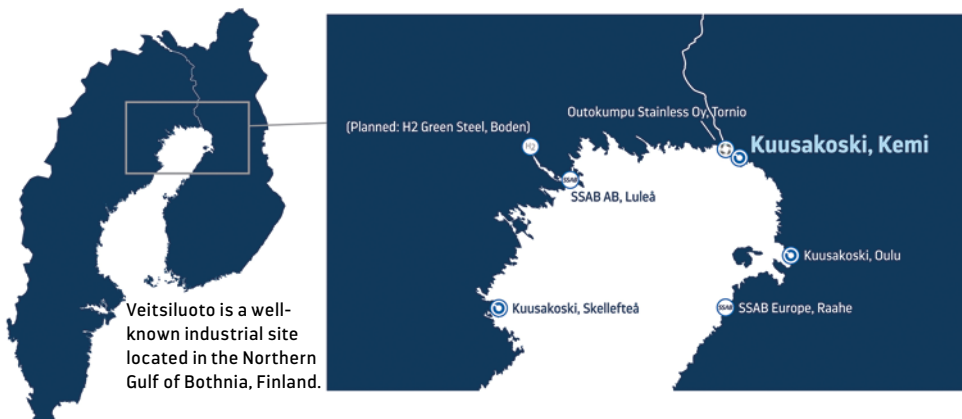 Outokumpu Stainless Oy, Tornio
(Planned: H2 Green Steel, Boden)
Kuusakoski, Kemi
H2
SSAB
SSAB AB, Luleå
Kuusakoski, Oulu
Kuusakoski, Skellefteå
SSAB
SSAB Europe, Raahe
Veitsiluoto is a well-
known industrial site
located in the Northern
Gulf of Bothnia, Finland.